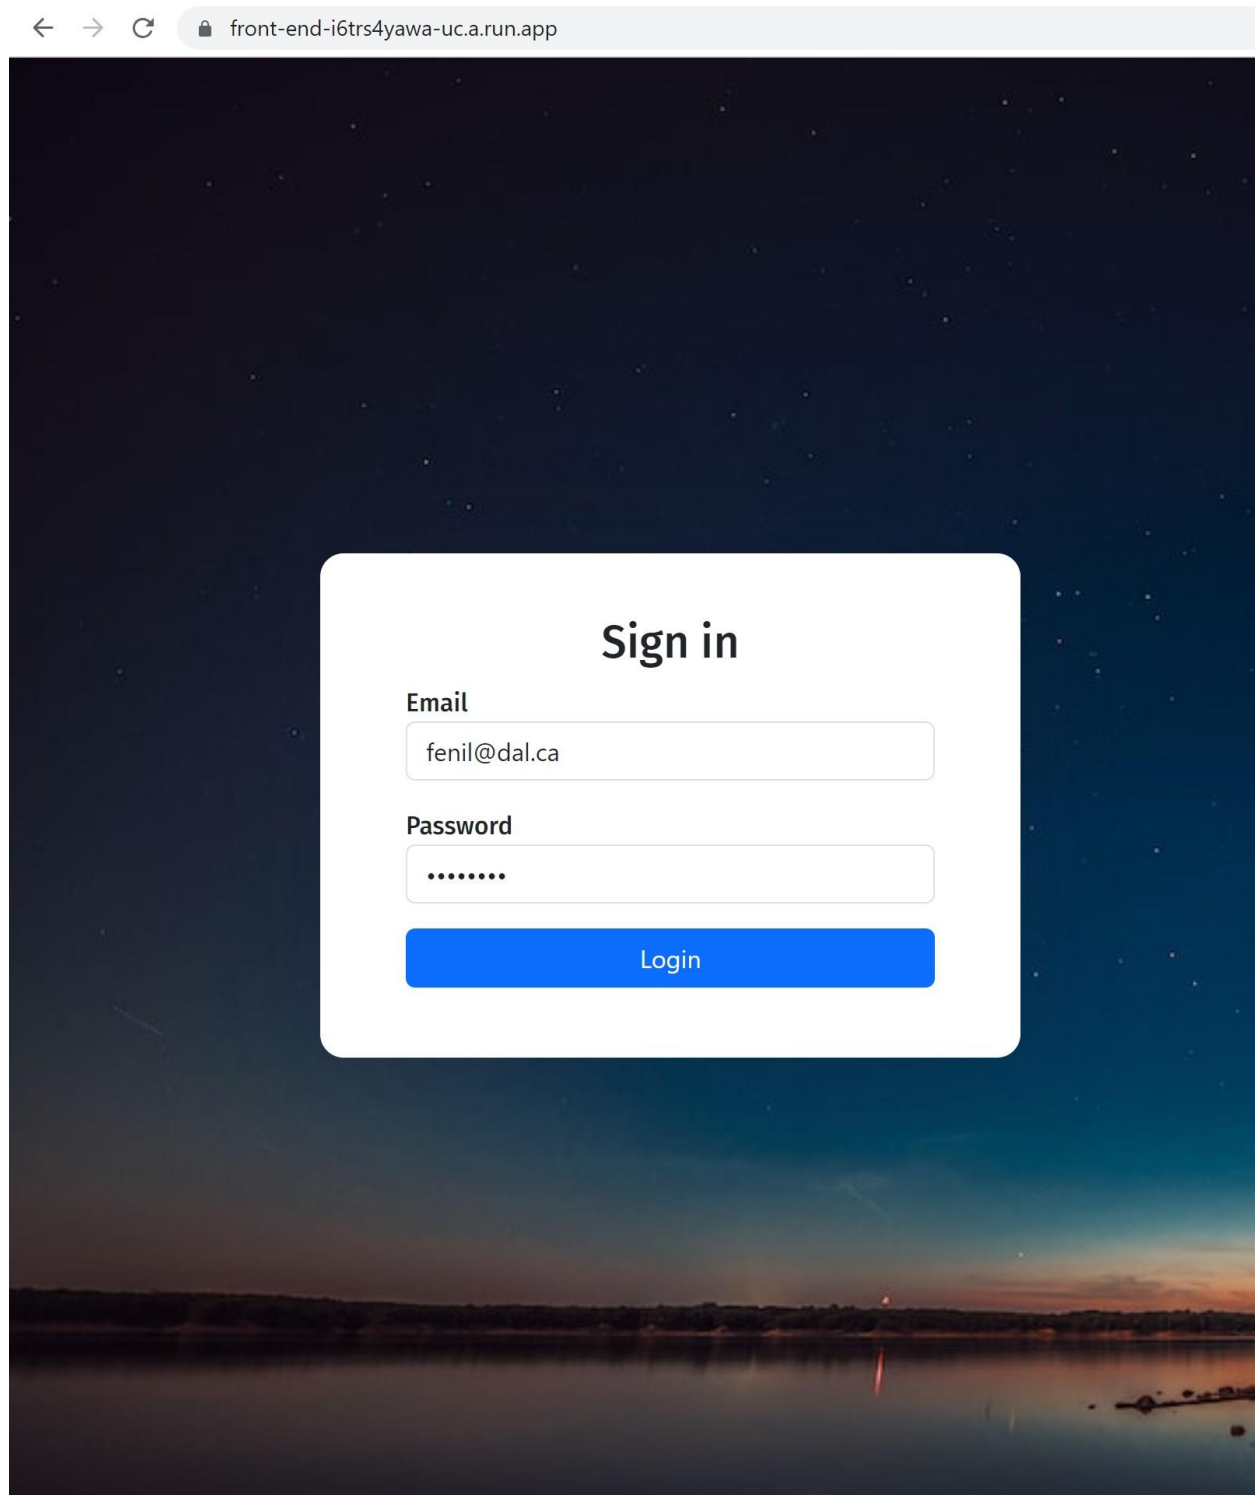 front-end-i6trs4yawa-uc.a.run.app
Sign in
Email
fenil@dal.ca
Password
••••••••
Login